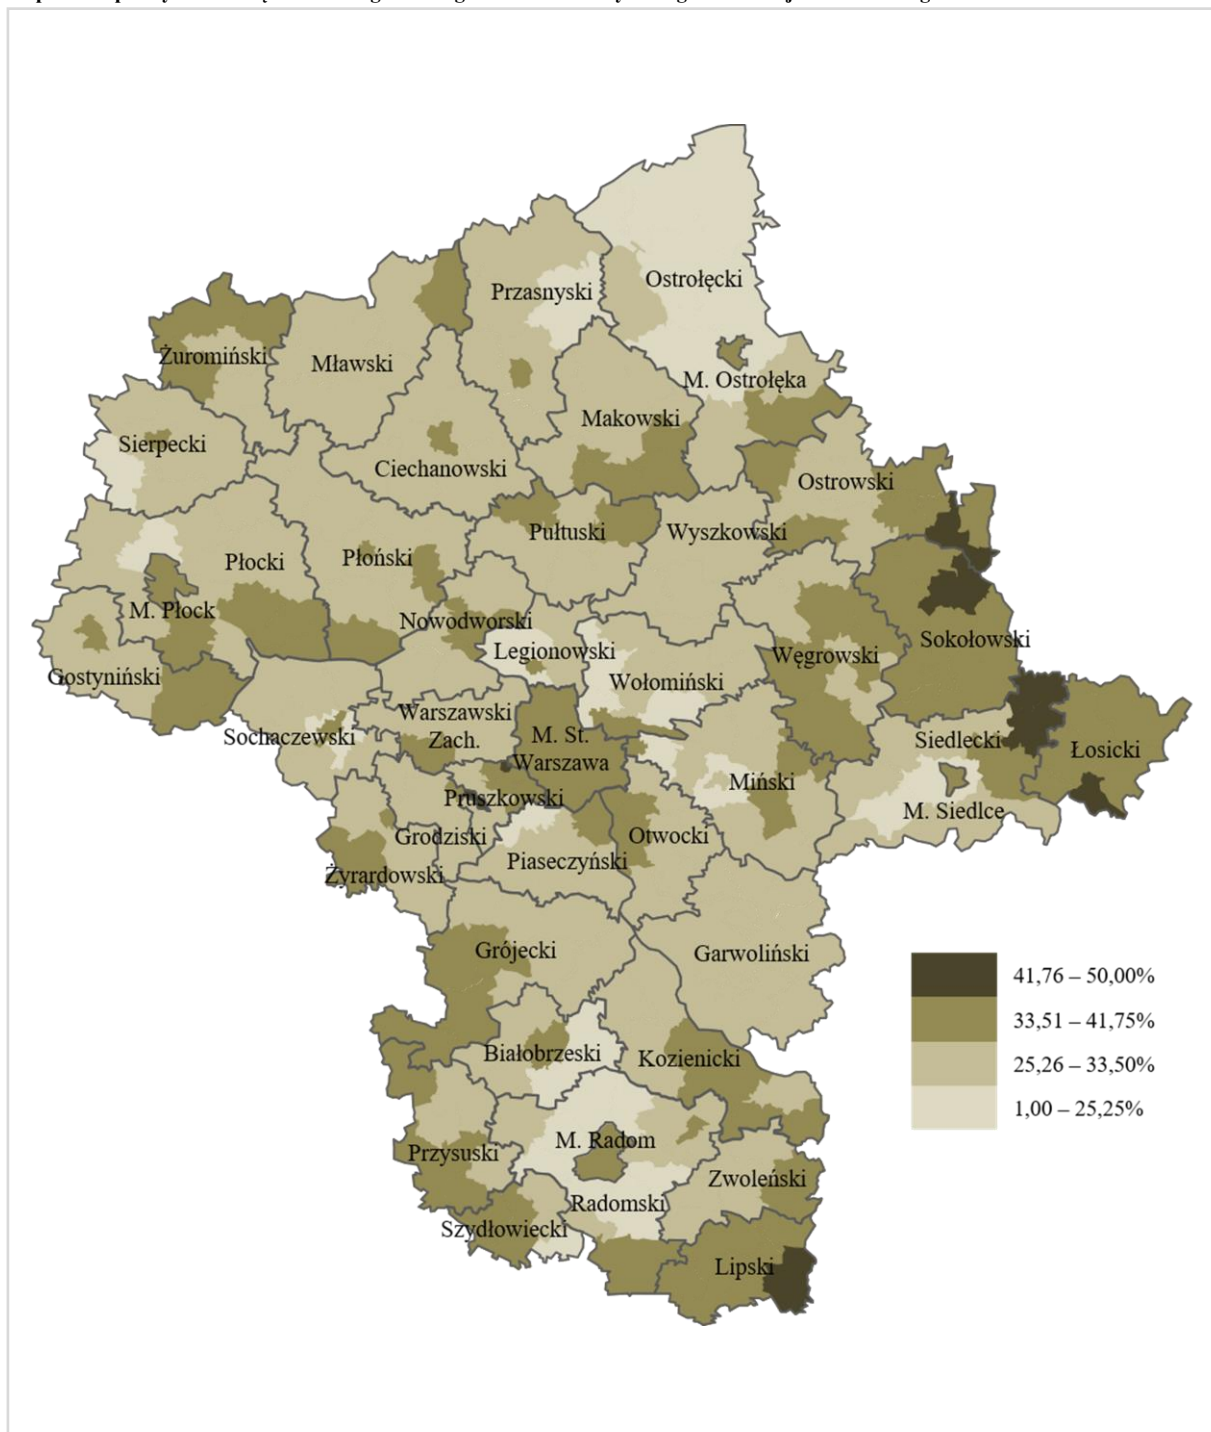 Przasnyski
Ostrołęcki
Żuromiński
Mławski
M. Ostrołęka
Makowski
Sierpecki
Ciechanowski
Ostrowski
Pułtuski
Wyszkowski
Płocki
Płoński
M. Płock
Nowodworski
Sokołowski
Legionowski
Węgrowski
Gostyniński
Wołomiński
Warszawski
Zach.
Sochaczewski
M. St.
Warszawa
Siedlecki
Łosicki
Miński
Pruszkowski
M. Siedlce
Grodziski
Otwocki
Piaseczyński
Żyrardowski
Grójecki
Garwoliński
41,76 – 50,00%
33,51 – 41,75%
25,26 – 33,50%
1,00 – 25,25%
Białobrzeski
Kozienicki
M. Radom
Przysuski
Zwoleński
Radomski
Szydłowiecki
Lipski